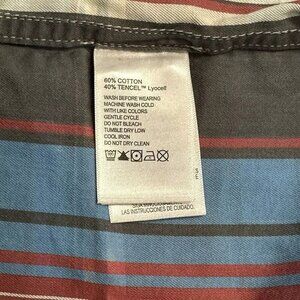 60% COTTON
40% TENCEL™ Lyocell
WASH BEFORE WEARING
MACHINE WASH COLD
WITH LIKE COLORS
GENTLE CYCLE
DO NOT BLEACH
TUMBLE DRY LOW
COOL IRON
DO NOT DRY CLEAN
LAS INSTRUCCIONES DE CUIDADO.